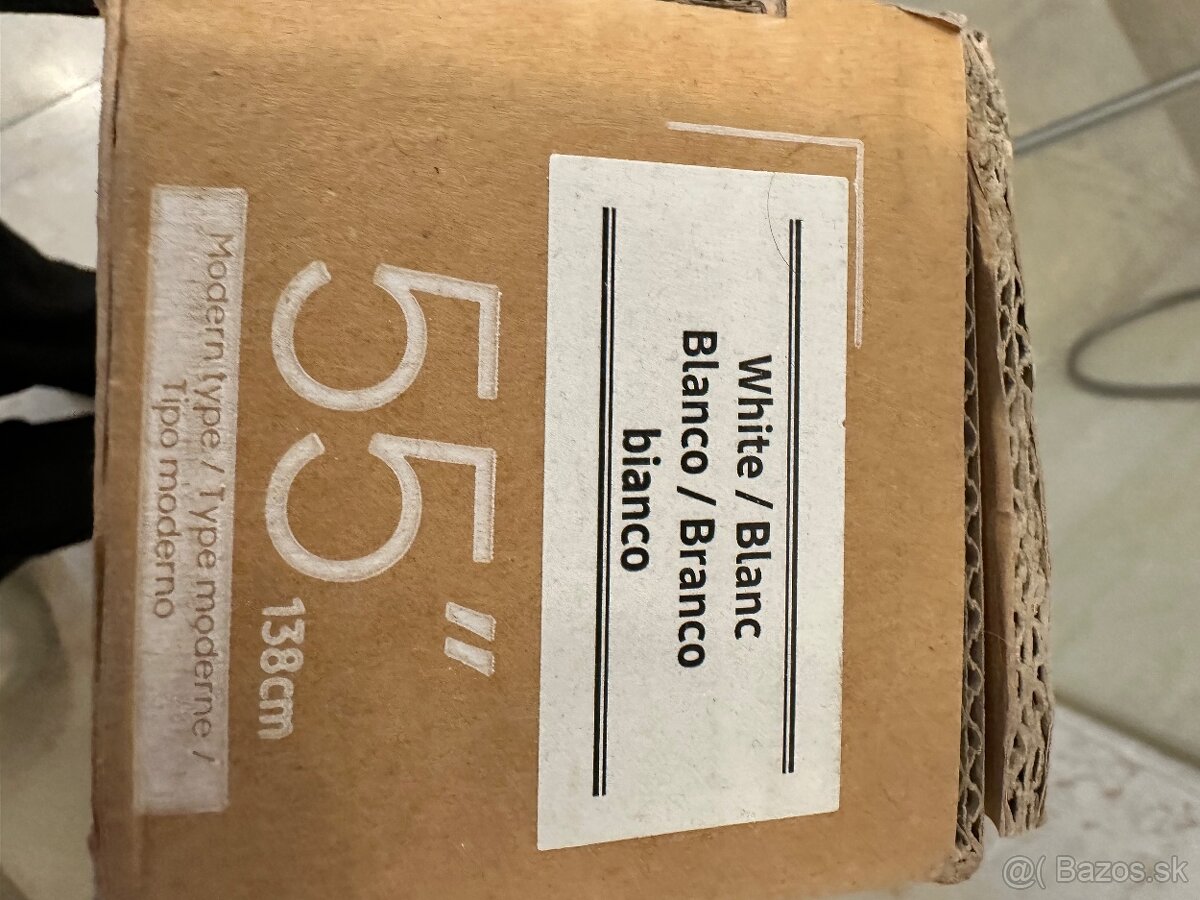 White / Blanc
Blanco / Branco
bianco
55"
138cm
Modern type / Type moderne /
Tipo moderno
@( Bazos.sk